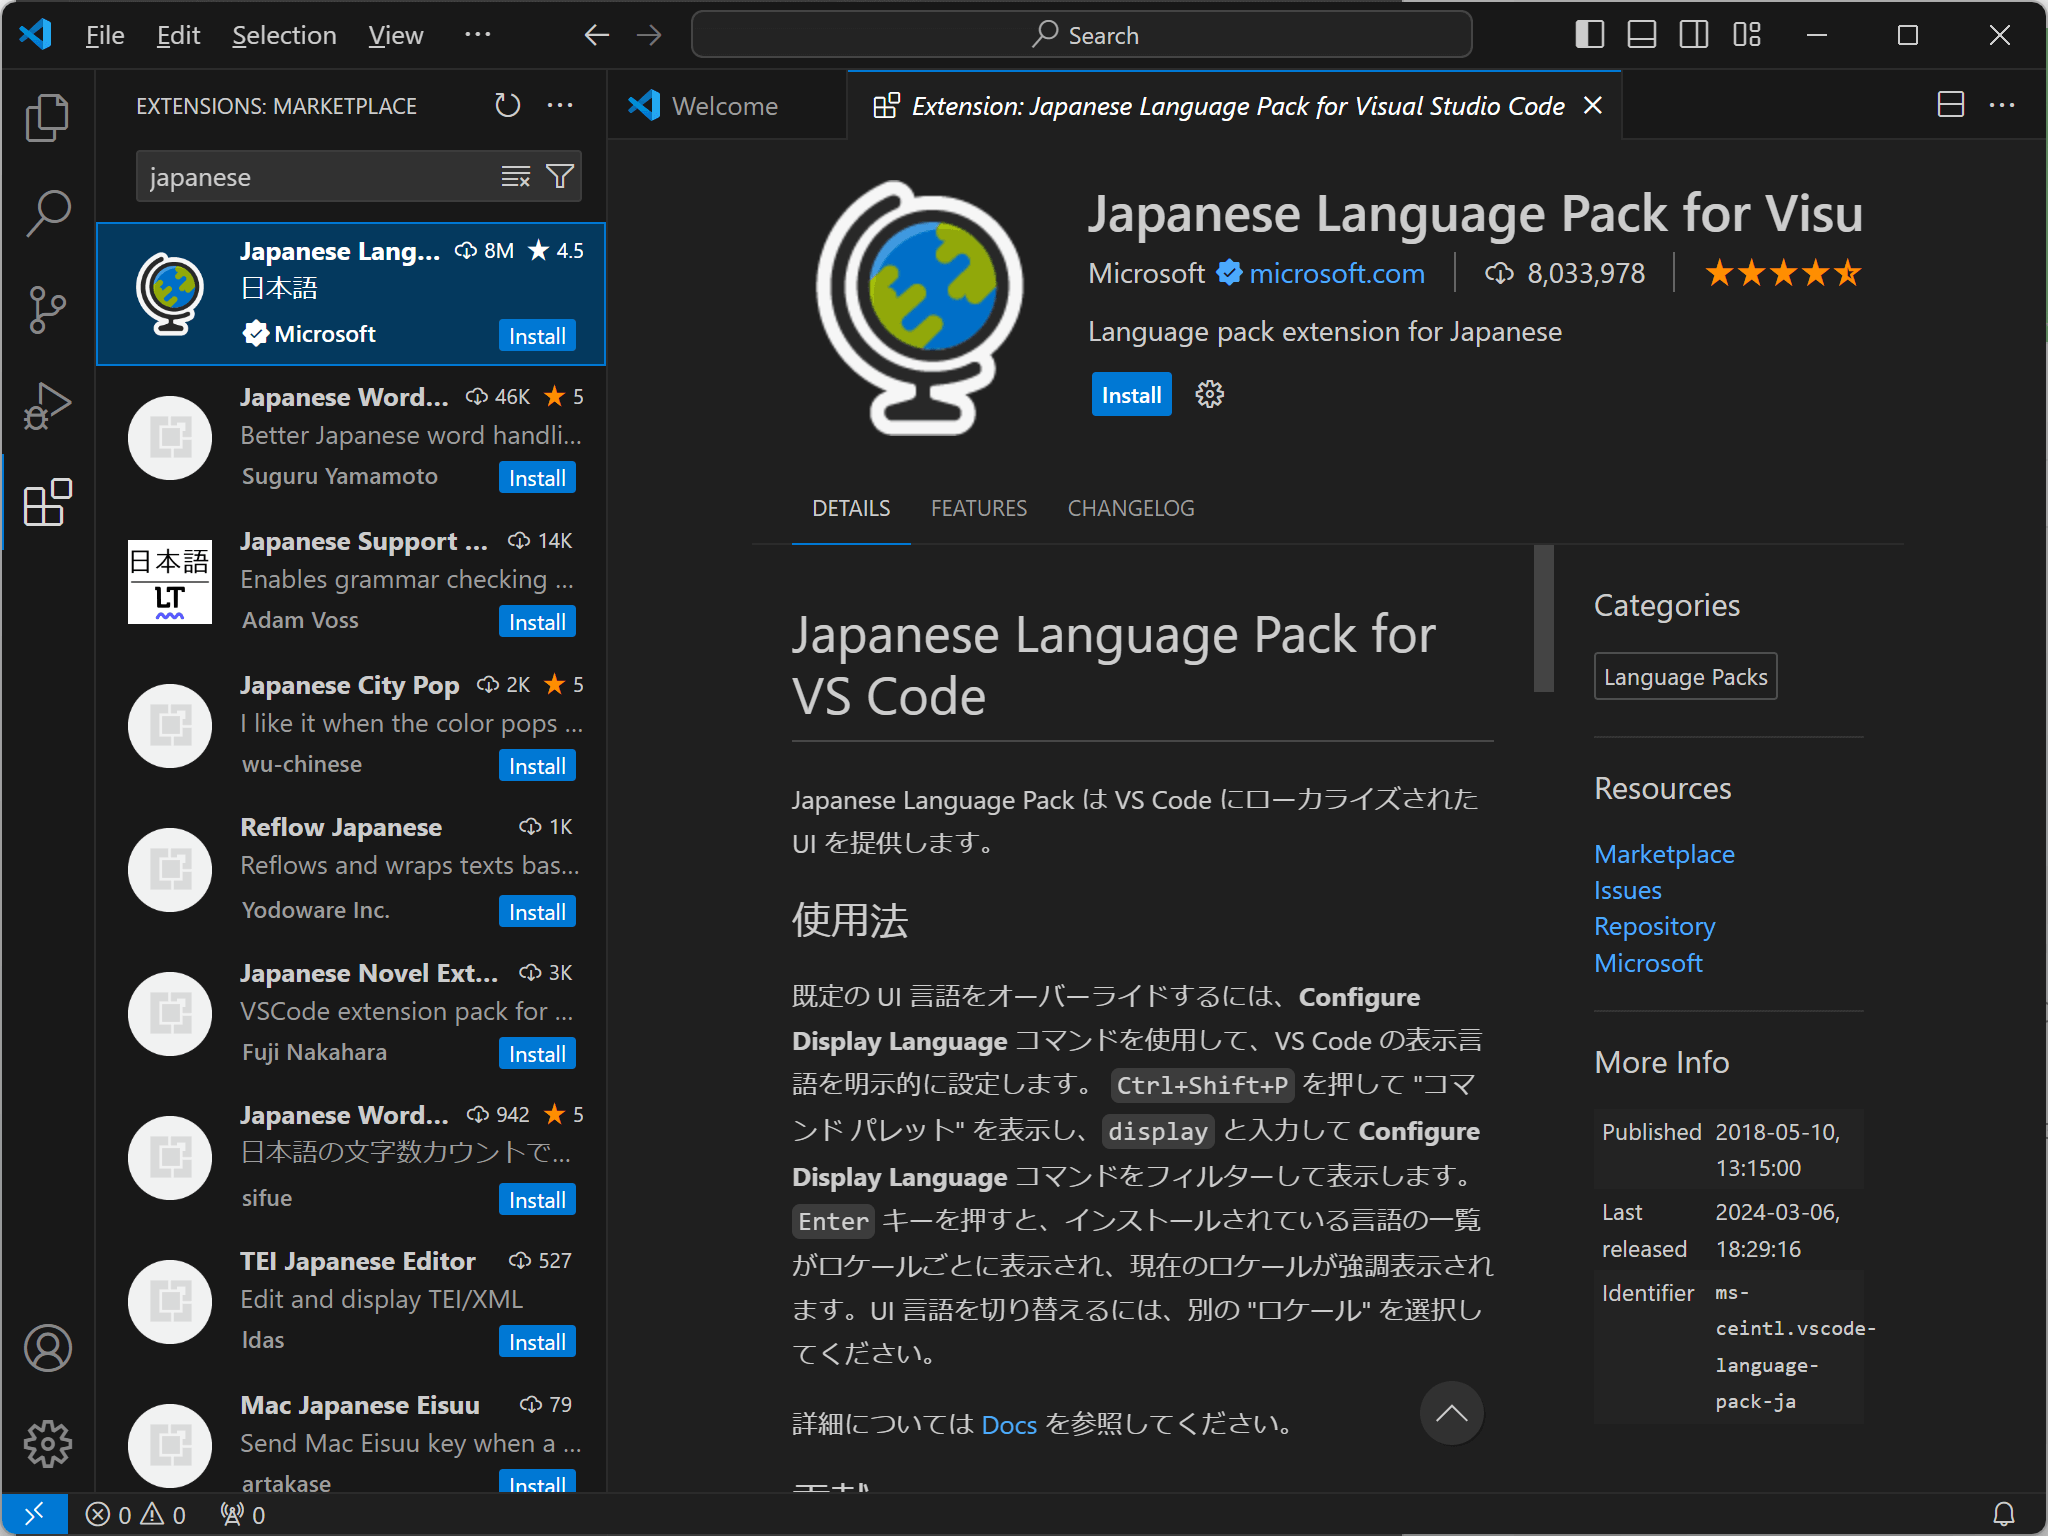 File Edit Selection View ··· Search
EXTENSIONS: MARKETPLACE
japanese
Japanese Lang... 8M 4.5
日本語
Microsoft Install
Japanese Word... 46K 5
Better Japanese word handli...
Suguru Yamamoto Install
日本語
LT
Japanese Support ... 14K
Enables grammar checking ...
Adam Voss Install
Japanese City Pop 2K 5
I like it when the color pops ...
wu-chinese Install
Reflow Japanese 1K
Reflows and wraps texts bas...
Yodoware Inc. Install
Japanese Novel Ext... 3K
VSCode extension pack for ...
Fuji Nakahara Install
Japanese Word... 942 5
日本語の文字数カウントで...
sifue Install
TEI Japanese Editor 527
Edit and display TEI/XML
ldas Install
Mac Japanese Eisuu 79
Send Mac Eisuu key when a ...
artakase Install
Welcome
Extension: Japanese Language Pack for Visual Studio Code
Japanese Language Pack for Visu
Microsoft microsoft.com 8,033,978
Language pack extension for Japanese
Install
DETAILS FEATURES CHANGELOG
Japanese Language Pack for
VS Code
Japanese Language Pack は VS Code にローカライズされた
UI を提供します。
使用法
既定の UI 言語をオーバーライドするには、Configure
Display Language コマンドを使用して、VS Code の表示言
語を明示的に設定します。 Ctrl+Shift+P を押して "コマ
ンド パレット" を表示し、display と入力して Configure
Display Language コマンドをフィルターして表示します。
Enter キーを押すと、インストールされている言語の一覧
がロケールごとに表示され、現在のロケールが強調表示され
ます。UI 言語を切り替えるには、別の "ロケール" を選択し
てください。
詳細については Docs を参照してください。
Categories
Language Packs
Resources
Marketplace
Issues
Repository
Microsoft
More Info
Published 2018-05-10,
13:15:00
Last 2024-03-06,
released 18:29:16
Identifier ms-
ceintl.vscode-
language-
pack-ja
0 0 0